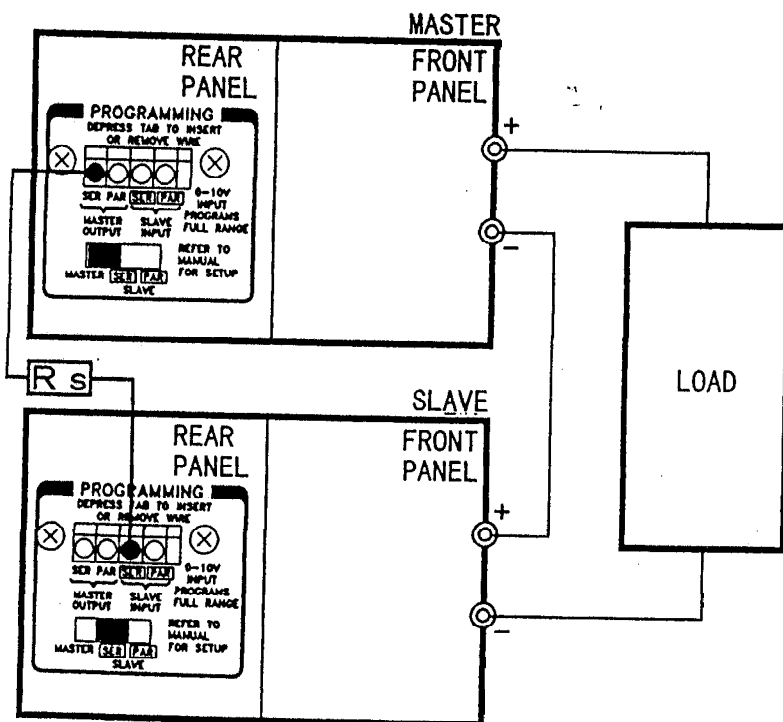 MASTER
REAR
PANEL
FRONT
PANEL
PROGRAMMING
DEPRESS TAB TO INSERT
OR REMOVE WIRE
SER PAR SER PAR
MASTER
OUTPUT
SLAVE
INPUT
0-10V
INPUT
PROGRAMS
FULL RANGE
MASTER SER PAR
SLAVE
REFER TO
MANUAL
FOR SETUP
+
-
LOAD
Rs
SLAVE
REAR
PANEL
FRONT
PANEL
PROGRAMMING
DEPRESS TAB TO INSERT
OR REMOVE WIRE
SER PAR SER PAR
MASTER
OUTPUT
SLAVE
INPUT
0-10V
INPUT
PROGRAMS
FULL RANGE
MASTER SER PAR
SLAVE
REFER TO
MANUAL
FOR SETUP
+
-